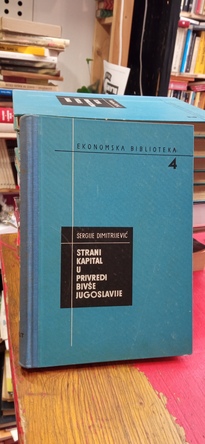 EKONOMSKA BIBLIOTEKA
4
SERGIJE DIMITRIJEVIĆ
STRANI
KAPITAL
U
PRIVREDI
BIVŠE
JUGOSLAVIJE